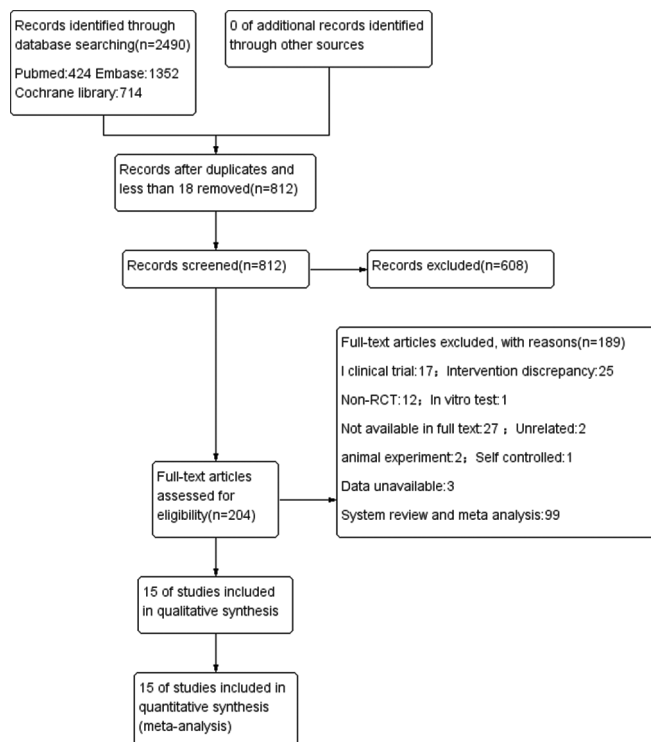 Records identified through
database searching(n=2490)
Pubmed:424 Embase:1352
Cochrane library:714
0 of additional records identified
through other sources
Records after duplicates and
less than 18 removed(n=812)
Records screened(n=812)
Records excluded(n=608)
Full-text articles excluded, with reasons(n=189)
I clinical trial:17；Intervention discrepancy:25
Non-RCT:12；In vitro test:1
Not available in full text:27；Unrelated:2
animal experiment:2；Self controlled:1
Data unavailable:3
System review and meta analysis:99
Full-text articles
assessed for
eligibility(n=204)
15 of studies included
in qualitative synthesis
15 of studies included in
quantitative synthesis
(meta-analysis)